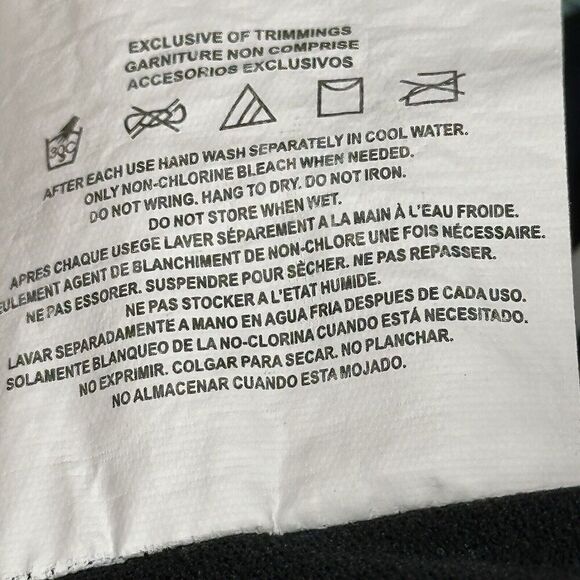 EXCLUSIVE OF TRIMMINGS
GARNITURE NON COMPRISE
ACCESORIOS EXCLUSIVOS
30C
AFTER EACH USE HAND WASH SEPARATELY IN COOL WATER.
ONLY NON-CHLORINE BLEACH WHEN NEEDED.
DO NOT WRING. HANG TO DRY. DO NOT IRON.
DO NOT STORE WHEN WET.
APRES CHAQUE USEGE LAVER SÉPAREMENT A LA MAIN À L'EAU FROIDE.
EULEMENT AGENT DE BLANCHIMENT DE NON-CHLORE UNE FOIS NÉCESSAIRE.
NE PAS ESSORER. SUSPENDRE POUR SÈCHER. NE PAS REPASSER.
NE PAS STOCKER A L'ETAT HUMIDE.
LAVAR SEPARADAMENTE A MANO EN AGUA FRIA DESPUES DE CADA USO.
SOLAMENTE BLANQUEO DE LA NO-CLORINA CUANDO ESTÁ NECESITADO.
NO EXPRIMIR. COLGAR PARA SECAR. NO PLANCHAR.
NO ALMACENAR CUANDO ESTA MOJADO.